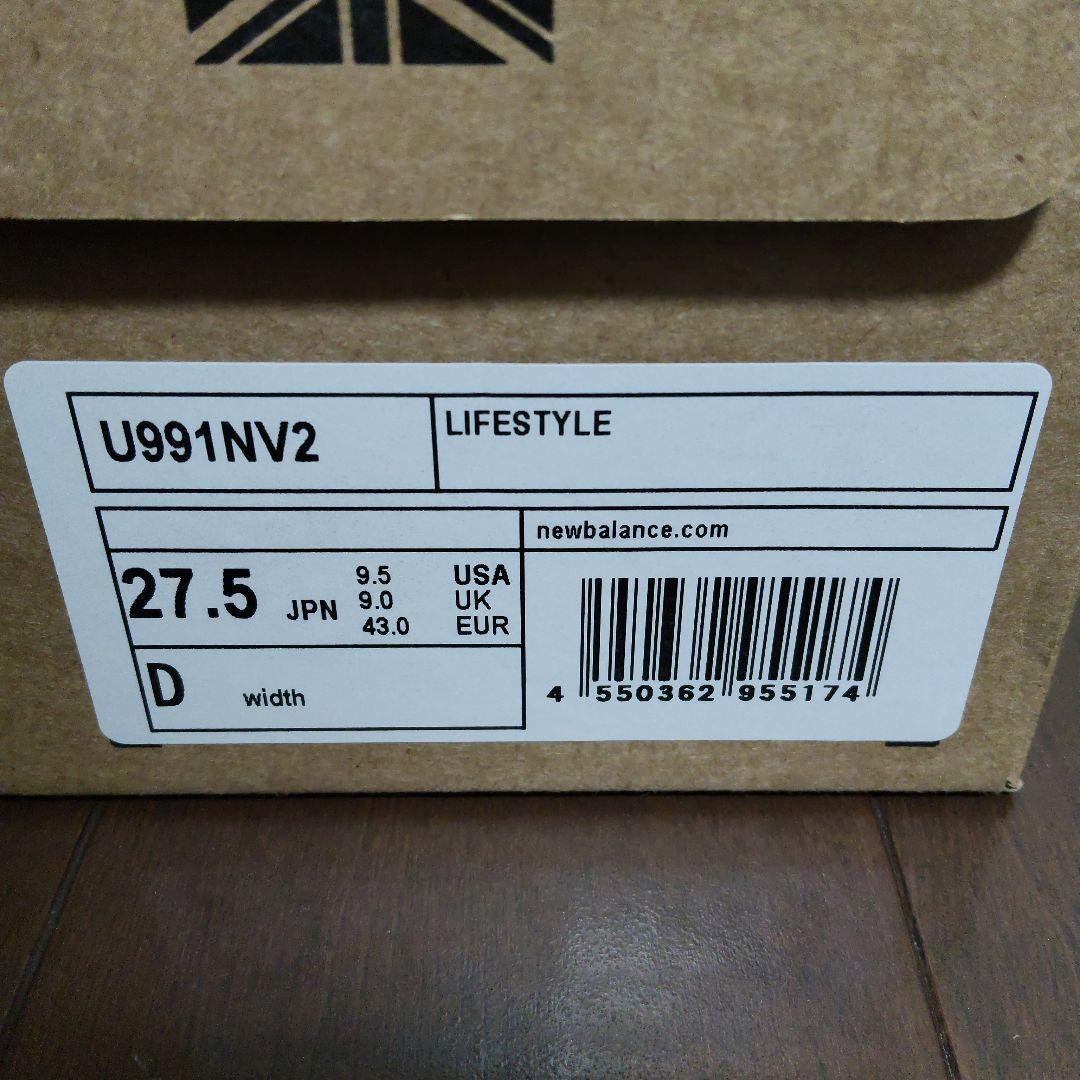 U991NV2
LIFESTYLE
newbalance.com
27.5 JPN
9.5 USA
9.0 UK
43.0 EUR
D width
4 550362 955174